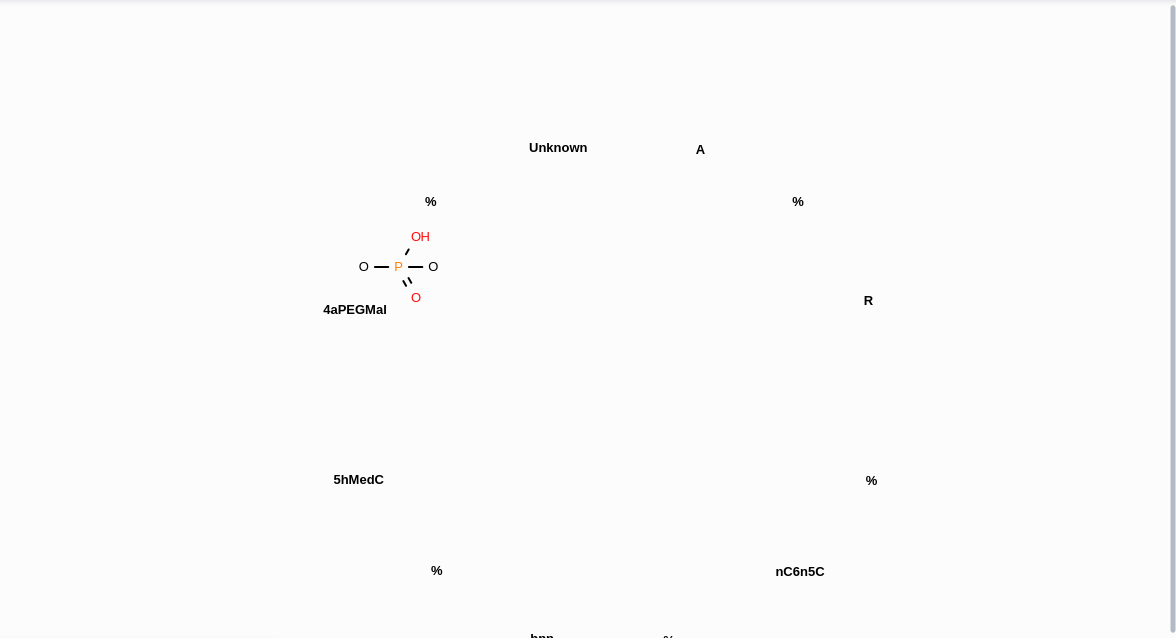 Unknown
A
%
%
OH
O P O
O
4aPEGMal
R
5hMedC
%
%
nC6n5C